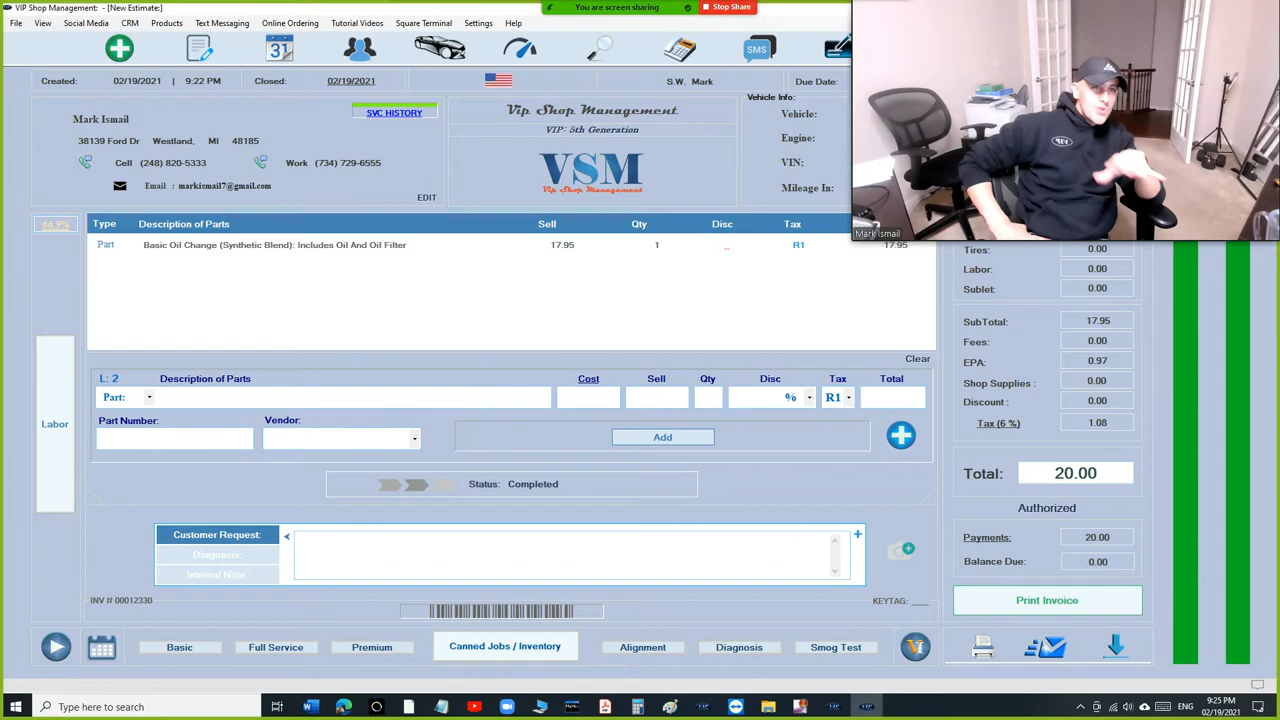 VIP Shop Management: - [New Estimate:]
You are screen sharing
Stop Share
File View Social Media CRM Products Text Messaging Online Ordering Tutorial Videos Square Terminal Settings Help
31
SMS
Created: 02/19/2021 | 9:22 PM Closed: 02/19/2021 S.W. Mark Due Date:
Mark Ismail
SVC HISTORY
38139 Ford Dr Westland, MI 48185
Cell (248) 820-5333 Work (734) 729-6555
Email : markismail7@gmail.com
EDIT
Vip Shop Management
VIP: 5th Generation
VSM
Vip Shop Management
Vehicle Info:
Vehicle:
Engine:
VIN:
Mileage In:
Mark Ismail
66.9%
Type Description of Parts Sell Qty Disc Tax
Part Basic Oil Change (Synthetic Blend): Includes Oil And Oil Filter 17.95 1 _ R1 17.95
Labor
Clear
L: 2 Description of Parts Cost Sell Qty Disc Tax Total
Part: % R1
Part Number: Vendor:
Add
Status: Completed
Customer Request:
Diagnosis:
Internal Note:
INV # 00012330
KEYTAG: ___
Tires: 0.00
Labor: 0.00
Sublet: 0.00
SubTotal: 17.95
Fees: 0.00
EPA: 0.97
Shop Supplies : 0.00
Discount : 0.00
Tax (6 %) 1.08
Total: 20.00
Authorized
Payments: 20.00
Balance Due: 0.00
Print Invoice
Basic Full Service Premium Canned Jobs / Inventory Alignment Diagnosis Smog Test
Type here to search
ENG
9:25 PM
02/19/2021